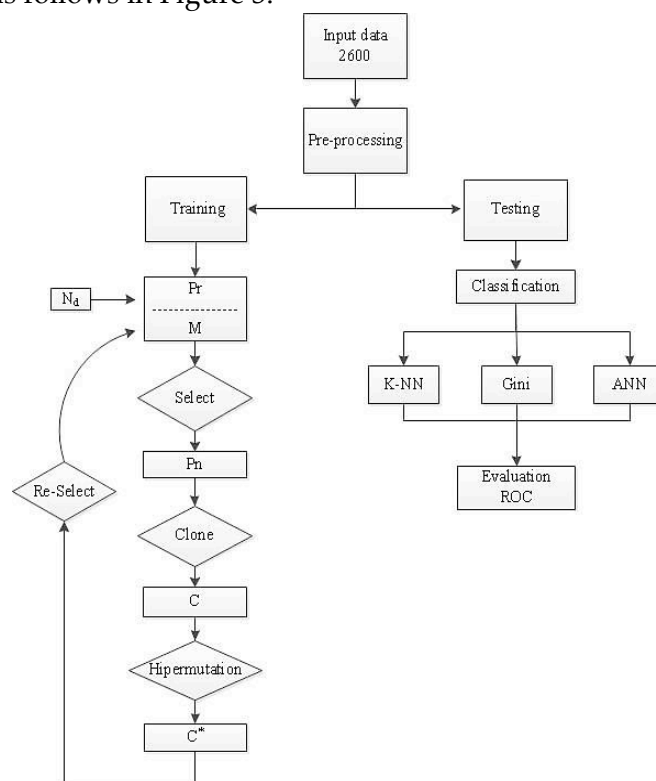 as follows in Figure 3.
Input data
2600
Pre-processing
Training
Testing
Nd
Pr
M
Classification
Select
K-NN
Gini
ANN
Pn
Re-Select
Evaluation
ROC
Clone
C
Hipermutation
C*